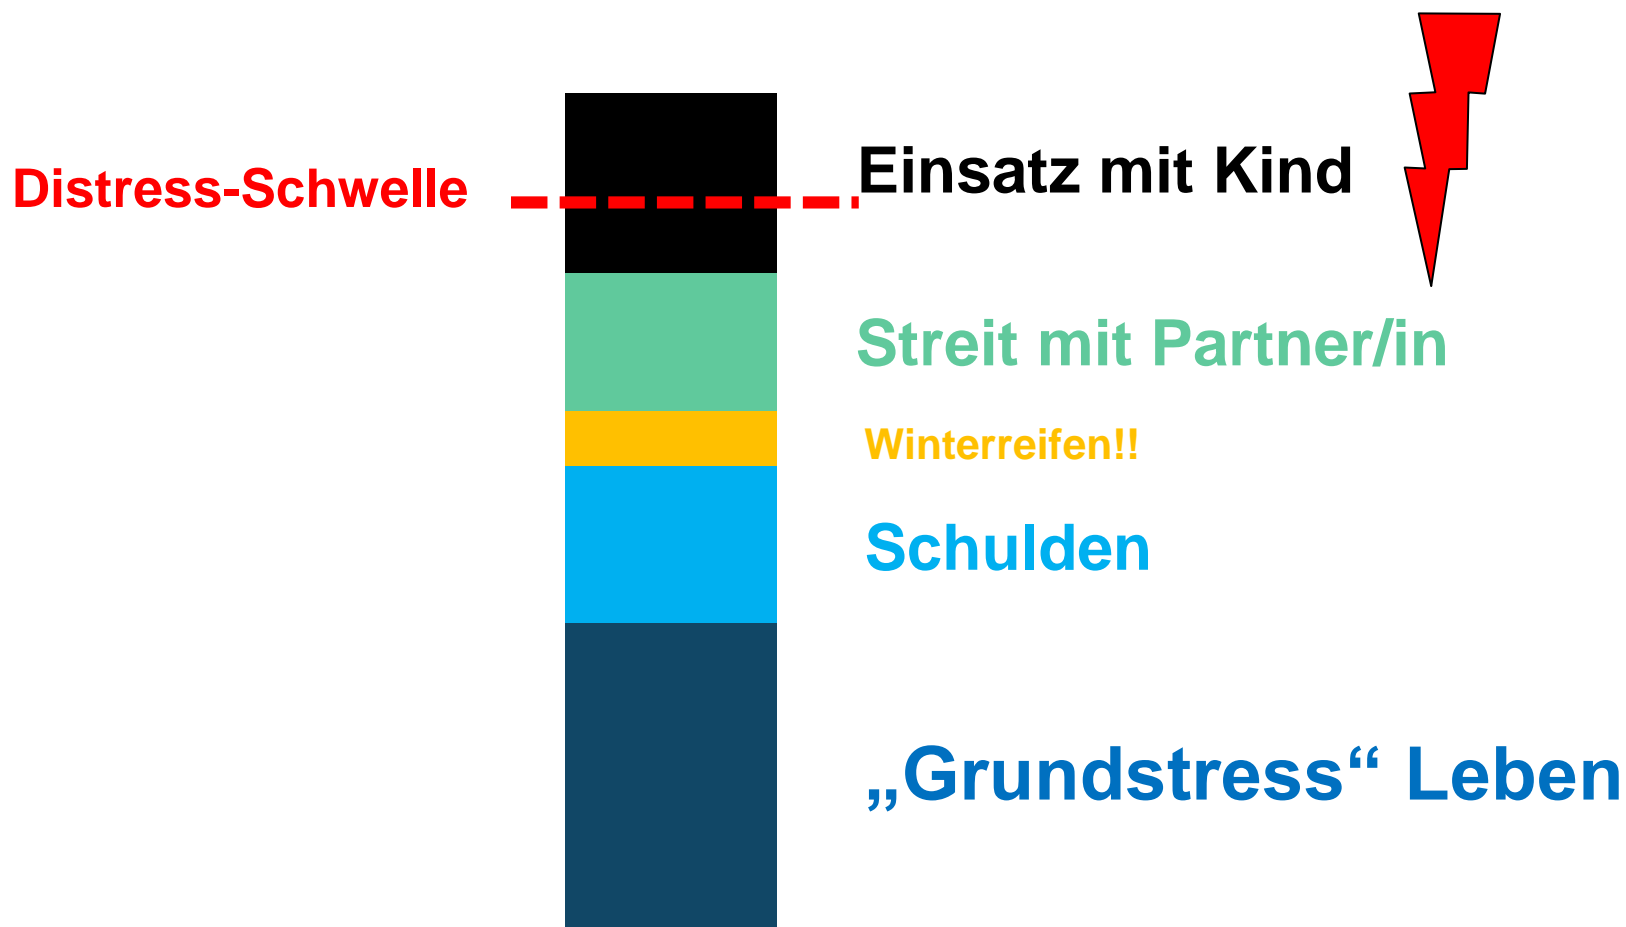 Distress-Schwelle
Einsatz mit Kind
Streit mit Partner/in
Winterreifen!!
Schulden
„Grundstress“ Leben